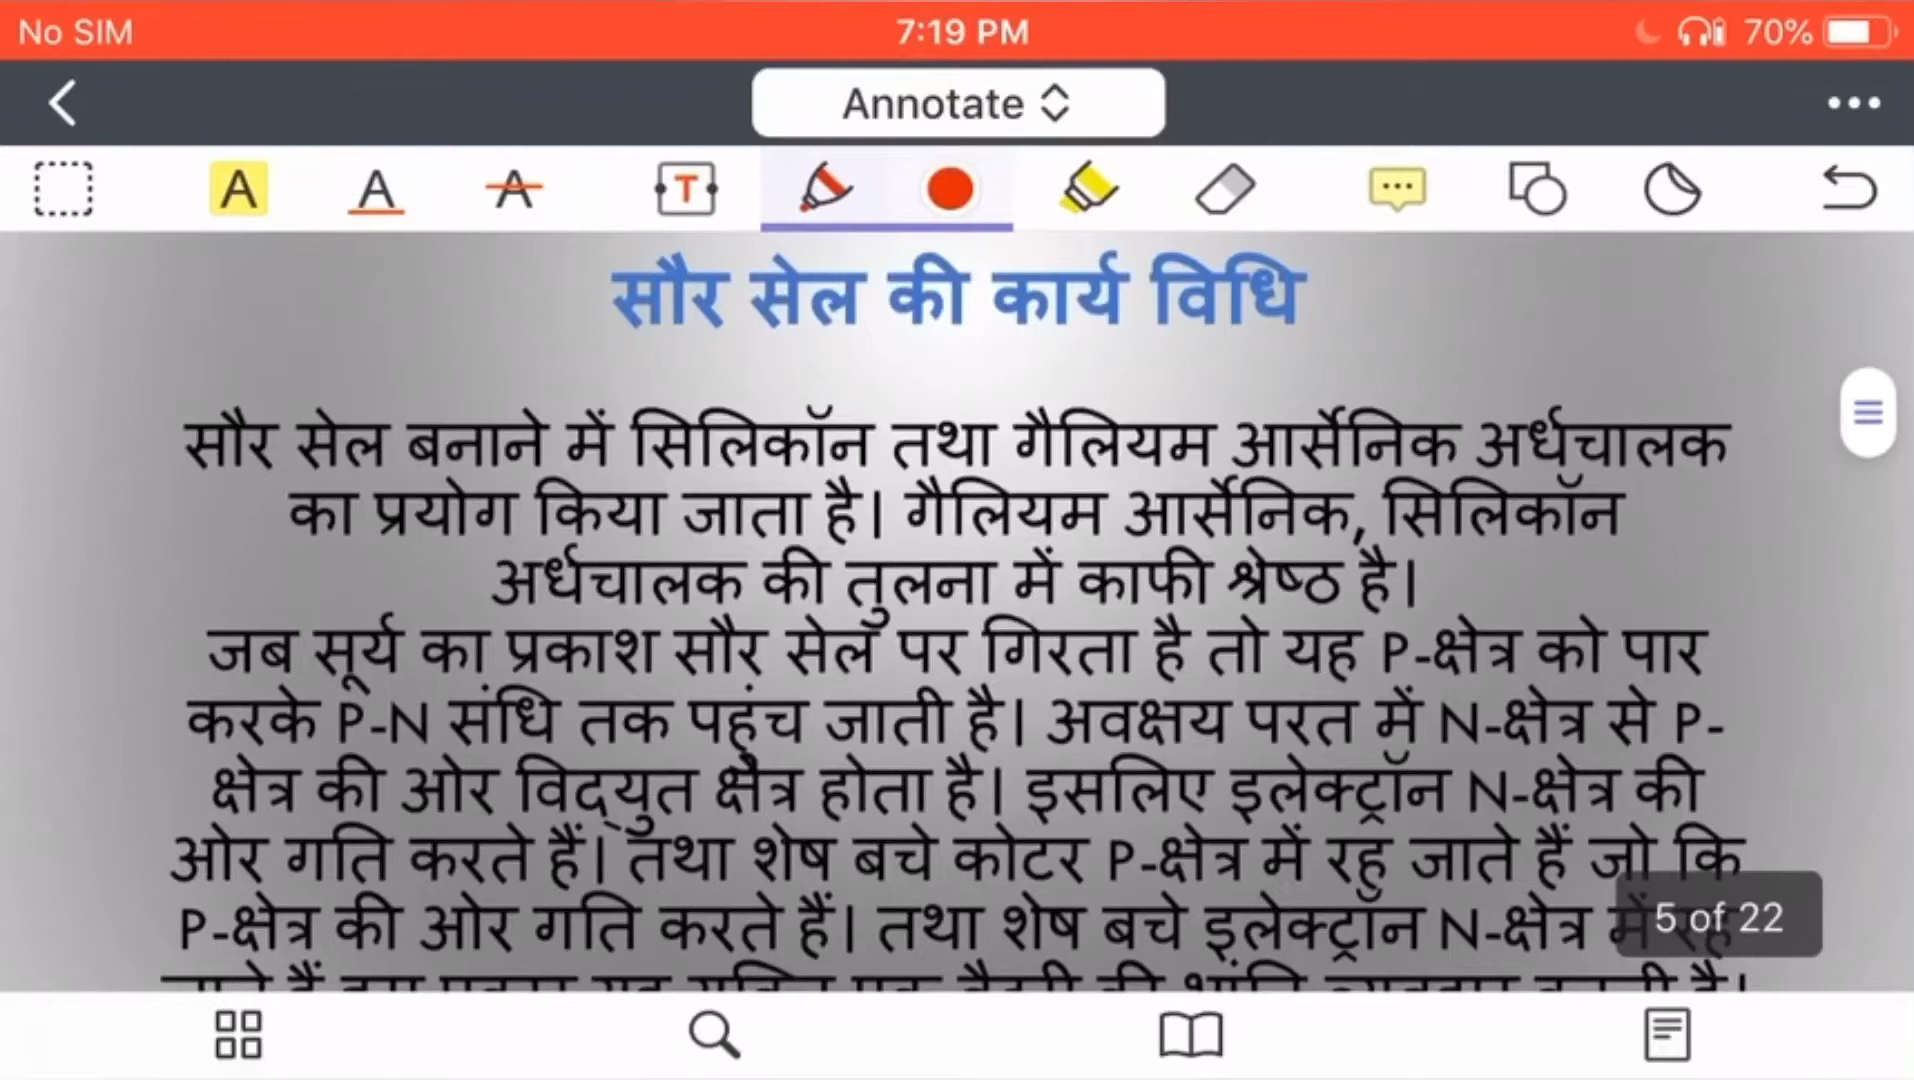 No SIM
7:19 PM
70%
Annotate
A
A
A
T
सौर सेल की कार्य विधि
सौर सेल बनाने में सिलिकॉन तथा गैलियम आर्सेनिक अर्धचालक
का प्रयोग किया जाता है। गैलियम आर्सेनिक, सिलिकॉन
अर्धचालक की तुलना में काफी श्रेष्ठ है।
जब सूर्य का प्रकाश सौर सेल पर गिरता है तो यह P-क्षेत्र को पार
करके P-N संधि तक पहुंच जाती है। अवक्षय परत में N-क्षेत्र से P-
क्षेत्र की ओर विद्युत क्षेत्र होता है। इसलिए इलेक्ट्रॉन N-क्षेत्र की
ओर गति करते हैं। तथा शेष बचे कोटर P-क्षेत्र में रह जाते हैं जो कि
P-क्षेत्र की ओर गति करते हैं। तथा शेष बचे इलेक्ट्रॉन N-क्षेत्र में रह
5 of 22